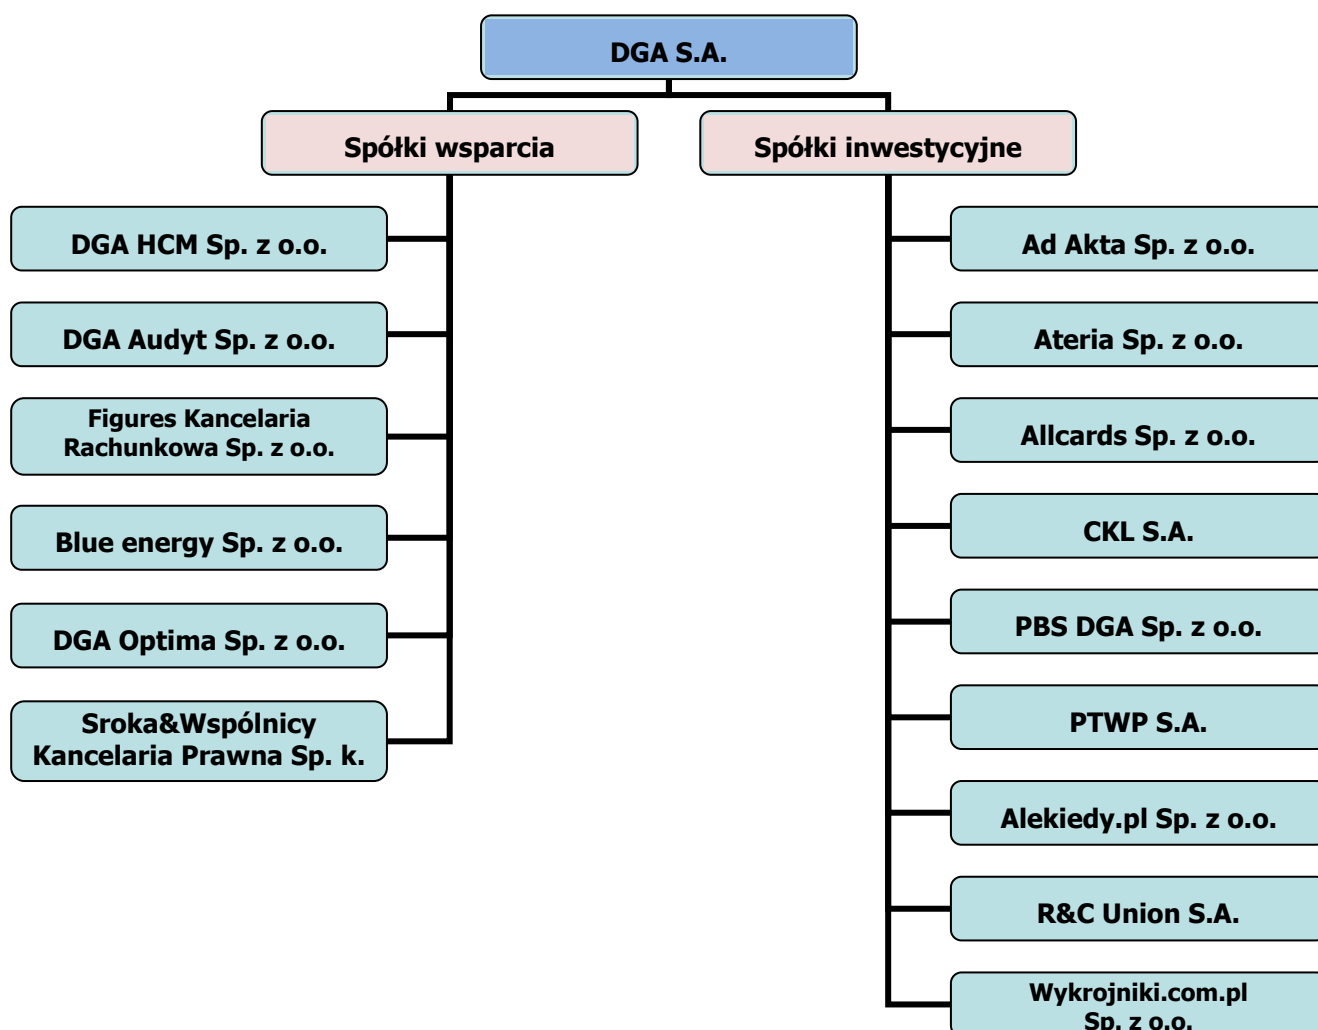 DGA S.A.
Spółki wsparcia
Spółki inwestycyjne
DGA HCM Sp. z o.o.
DGA Audyt Sp. z o.o.
Figures Kancelaria
Rachunkowa Sp. z o.o.
Blue energy Sp. z o.o.
DGA Optima Sp. z o.o.
Sroka&Wspólnicy
Kancelaria Prawna Sp. k.
Ad Akta Sp. z o.o.
Ateria Sp. z o.o.
Allcards Sp. z o.o.
CKL S.A.
PBS DGA Sp. z o.o.
PTWP S.A.
Alekiedy.pl Sp. z o.o.
R&C Union S.A.
Wykrojniki.com.pl
Sp. z o.o.